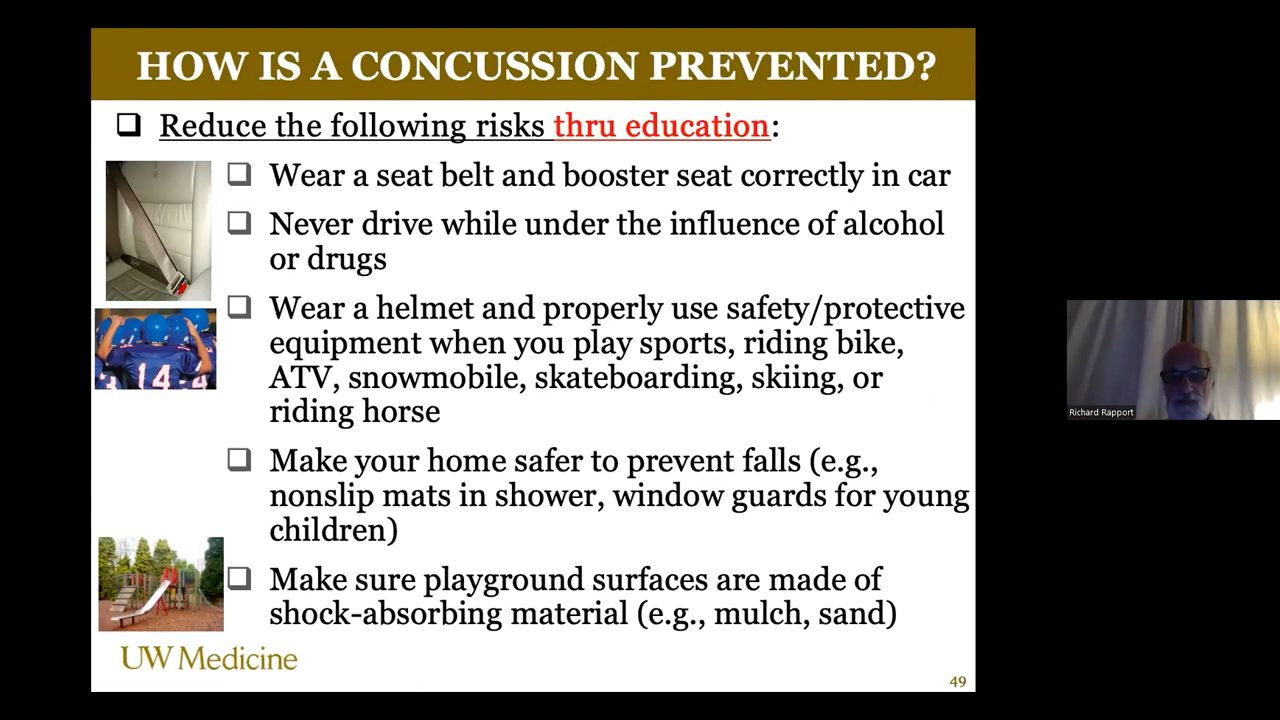 HOW IS A CONCUSSION PREVENTED?
Reduce the following risks thru education:
Wear a seat belt and booster seat correctly in car
Never drive while under the influence of alcohol
or drugs
Wear a helmet and properly use safety/protective
equipment when you play sports, riding bike,
ATV, snowmobile, skateboarding, skiing, or
riding horse
14
Make your home safer to prevent falls (e.g.,
nonslip mats in shower, window guards for young
children)
Make sure playground surfaces are made of
shock-absorbing material (e.g., mulch, sand)
UW Medicine
49
Richard Rapport